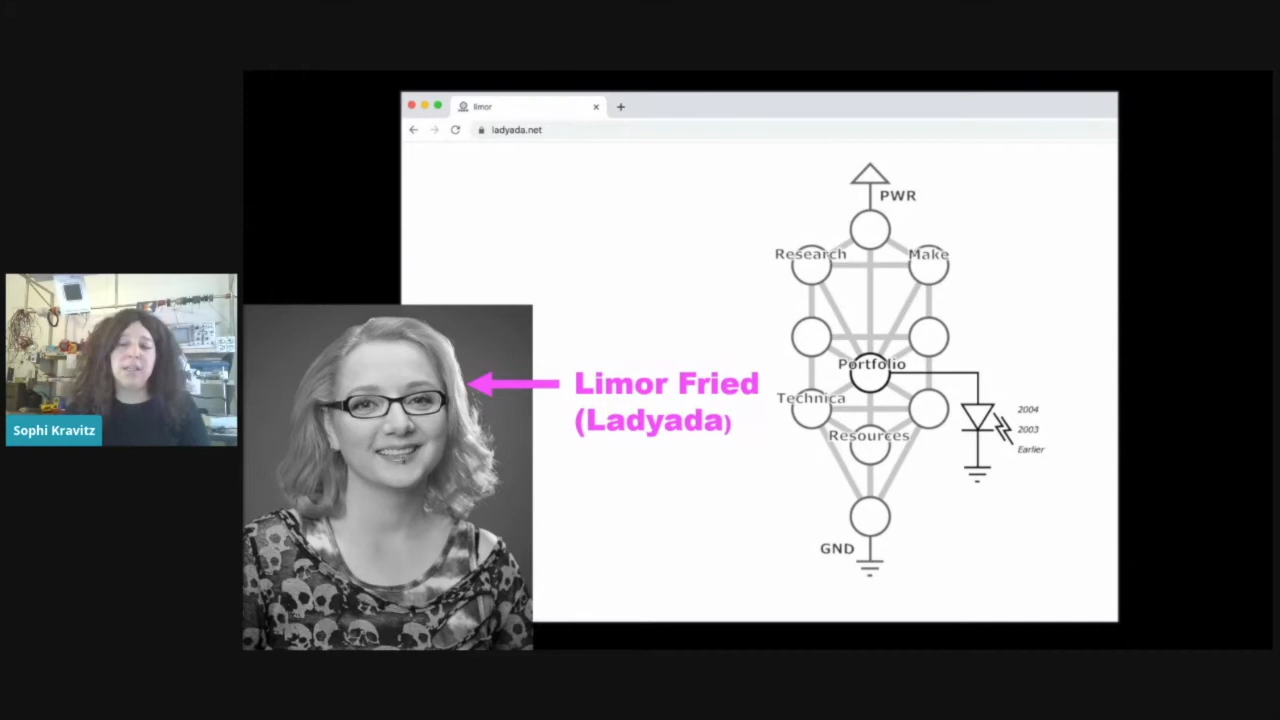 limor
ladyada.net
PWR
Research
Make
Portfolio
Technica
Resources
2004
2003
Earlier
GND
Limor Fried
(Ladyada)
Sophi Kravitz